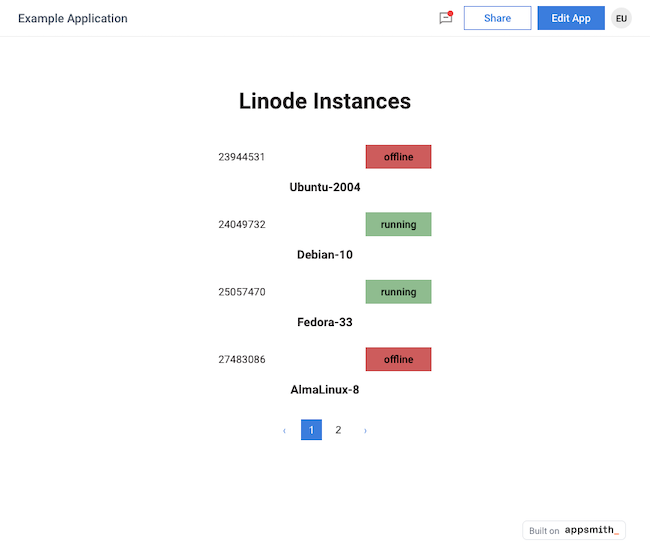 Example Application Share Edit App EU
Linode Instances
23944531 offline
Ubuntu-2004
24049732 running
Debian-10
25057470 running
Fedora-33
27483086 offline
AlmaLinux-8
‹ 1 2 ›
Built on appsmith_